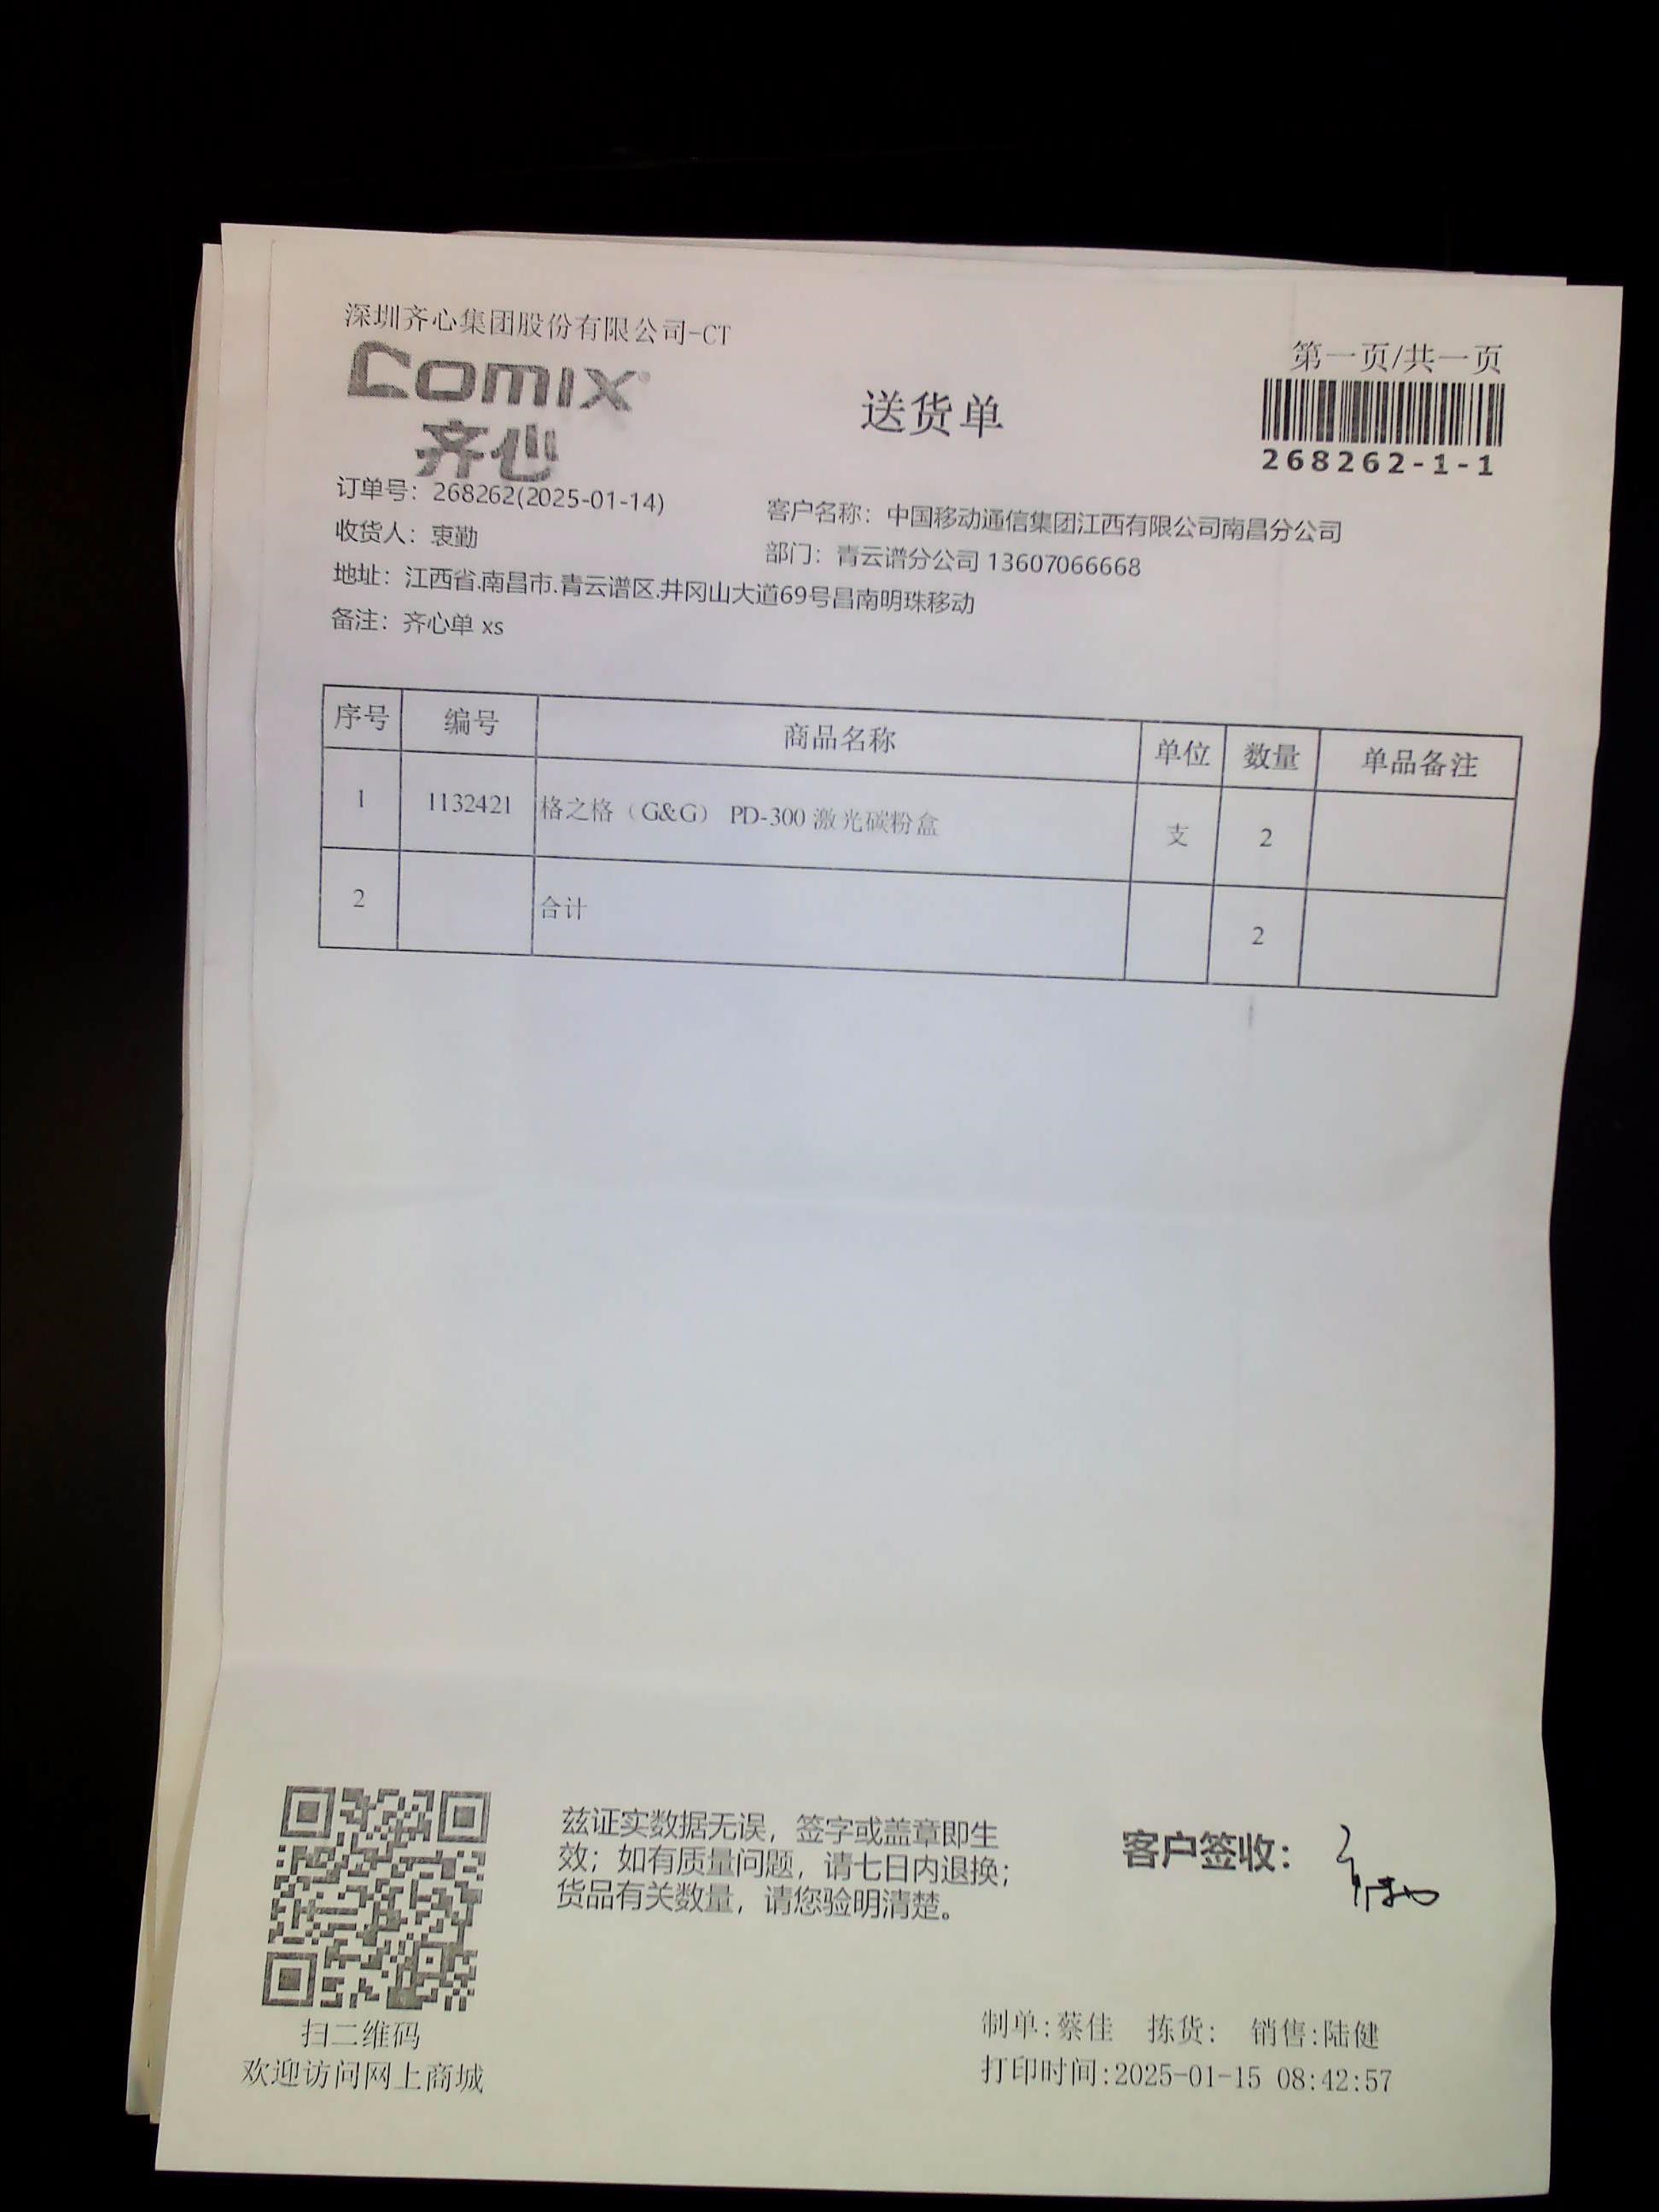 深圳齐心集团股份有限公司-CT
第一页/共一页
comix
齐心
送货单
268262-1-1
订单号：268262(2025-01-14)
客户名称：中国移动通信集团江西有限公司南昌分公司
收货人：衷勤
部门：青云谱分公司 13607066668
地址：江西省.南昌市.青云谱区.井冈山大道69号昌南明珠移动
备注：齐心单 xs
序号 编号 商品名称 单位 数量 单品备注
1 1132421 格之格（G&G） PD-300 激光碳粉盒 支 2
2 合计 2
兹证实数据无误，签字或盖章即生
效；如有质量问题，请七日内退换；
货品有关数量，请您验明清楚。
客户签收：
扫二维码
欢迎访问网上商城
制单:蔡佳 拣货: 销售:陆健
打印时间:2025-01-15 08:42:57